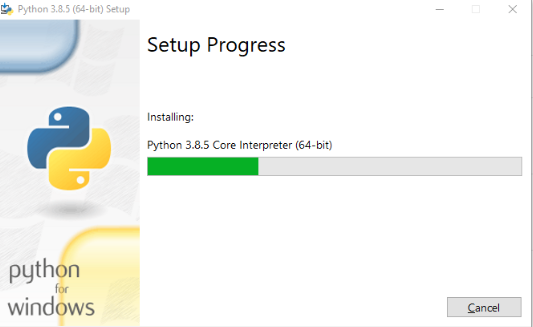 Python 3.8.5 (64-bit) Setup
Setup Progress
Installing:
Python 3.8.5 Core Interpreter (64-bit)
python
for
windows
Cancel